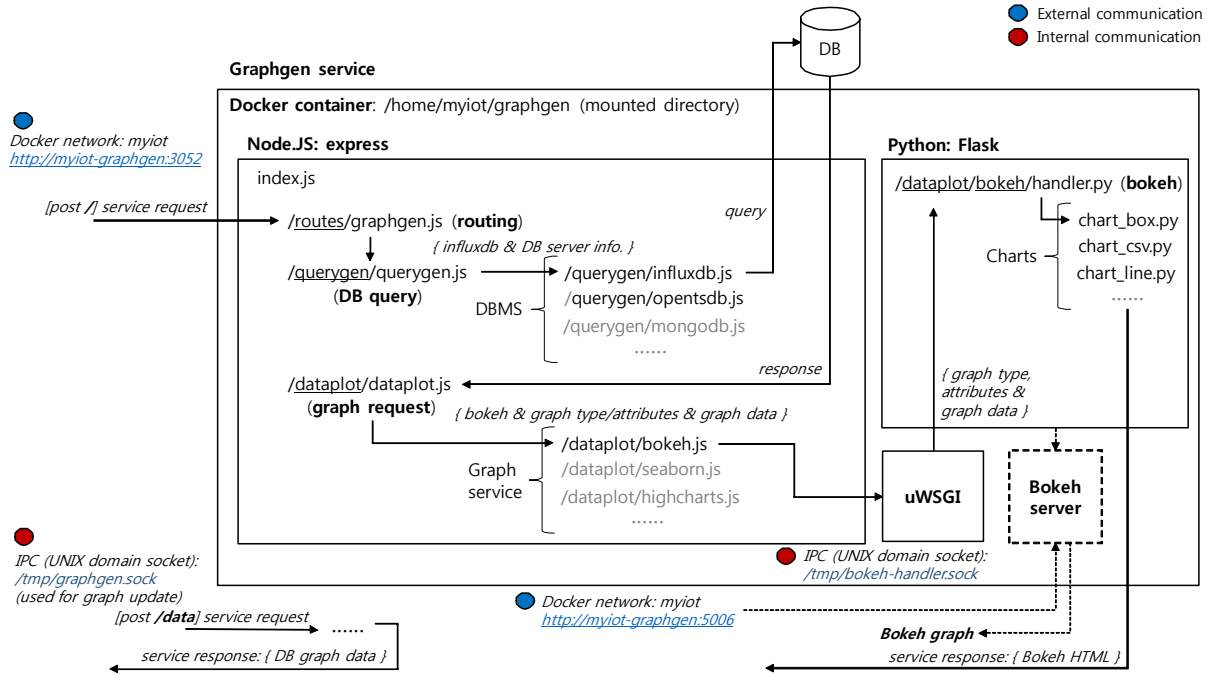 External communication
Internal communication
DB
Graphgen service
Docker container: /home/myiot/graphgen (mounted directory)
Docker network: myiot
http://myiot-graphgen:3052
Node.JS: express
Python: Flask
index.js
/dataplot/bokeh/handler.py (bokeh)
[post /] service request
/routes/graphgen.js (routing)
query
chart_box.py
{ influxdb & DB server info. }
chart_csv.py
Charts
/querygen/querygen.js
/querygen/influxdb.js
chart_line.py
(DB query)
/querygen/opentsdb.js
......
DBMS
/querygen/mongodb.js
......
response
/dataplot/dataplot.js
{ graph type,
attributes &
graph data }
(graph request)
{ bokeh & graph type/attributes & graph data }
/dataplot/bokeh.js
Graph
service
/dataplot/seaborn.js
/dataplot/highcharts.js
......
uWSGI
Bokeh
server
IPC (UNIX domain socket):
/tmp/graphgen.sock
(used for graph update)
IPC (UNIX domain socket):
/tmp/bokeh-handler.sock
Docker network: myiot
http://myiot-graphgen:5006
[post /data] service request
......
Bokeh graph
service response: { DB graph data }
service response: { Bokeh HTML }